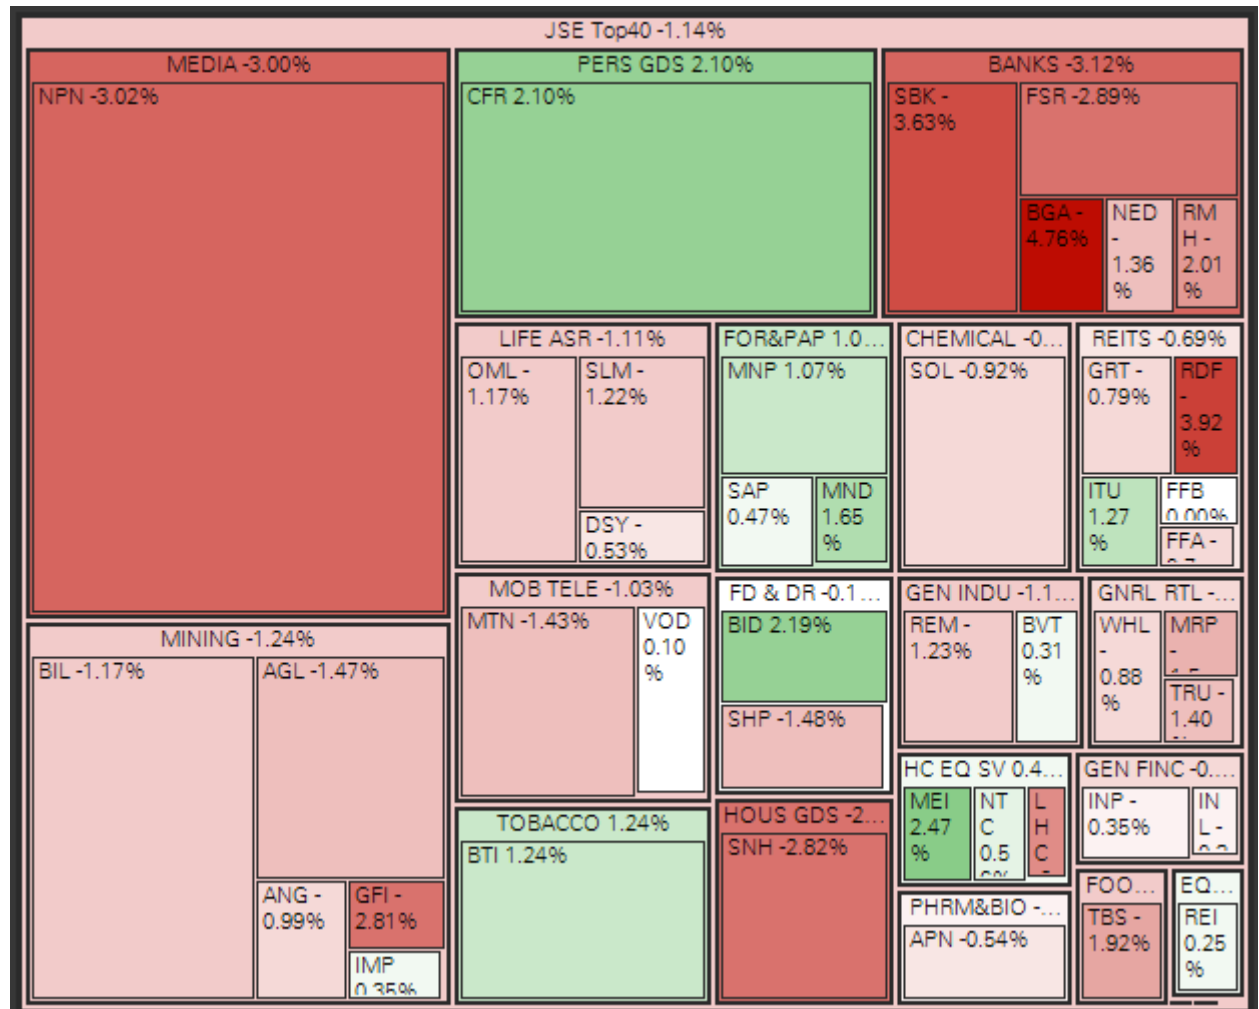 JSE Top40 -1.14%
MEDIA -3.00%
NPN -3.02%
PERS GDS 2.10%
CFR 2.10%
BANKS -3.12%
SBK -
3.63%
FSR -2.89%
BGA -
4.76%
NED
-
1.36
%
RM
H -
2.01
%
LIFE ASR -1.11%
OML -
1.17%
SLM -
1.22%
DSY -
0.53%
FOR&PAP 1.0...
MNP 1.07%
SAP
0.47%
MND
1.65
%
CHEMICAL -0...
SOL -0.92%
REITS -0.69%
GRT -
0.79%
RDF
-
3.92
%
ITU
1.27
%
FFB
0.00%
FFA -
MOB TELE -1.03%
MTN -1.43%
VOD
0.10
%
FD & DR -0.1...
BID 2.19%
SHP -1.48%
GEN INDU -1.1...
REM -
1.23%
BVT
0.31
%
GNRL RTL -...
WHL
-
0.88
%
MRP
-
TRU -
1.40
MINING -1.24%
BIL -1.17%
AGL -1.47%
ANG -
0.99%
GFI -
2.81%
IMP
0.35%
TOBACCO 1.24%
BTI 1.24%
HOUS GDS -2...
SNH -2.82%
HC EQ SV 0.4...
MEI
2.47
%
NT
C
0.5
L
H
C
GEN FINC -0....
INP -
0.35%
IN
L -
PHRM&BIO -...
APN -0.54%
FOO...
TBS -
1.92%
EQ...
REI
0.25
%